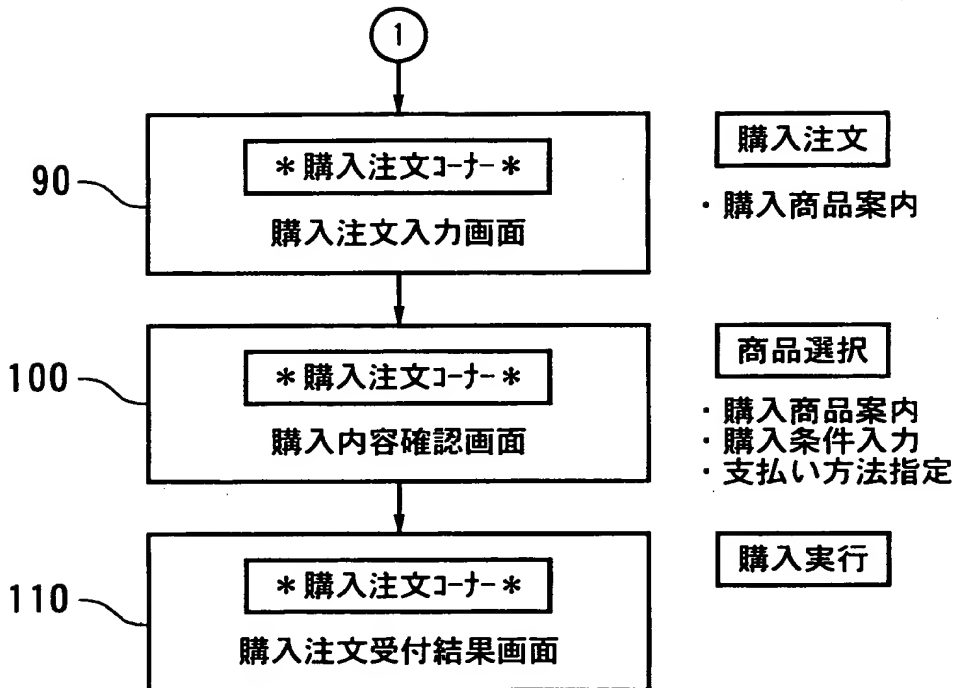 1
90
*購入注文ｺｰﾅｰ*
購入注文入力画面
購入注文
・購入商品案内
100
*購入注文ｺｰﾅｰ*
購入内容確認画面
商品選択
・購入商品案内
・購入条件入力
・支払い方法指定
110
*購入注文ｺｰﾅｰ*
購入注文受付結果画面
購入実行